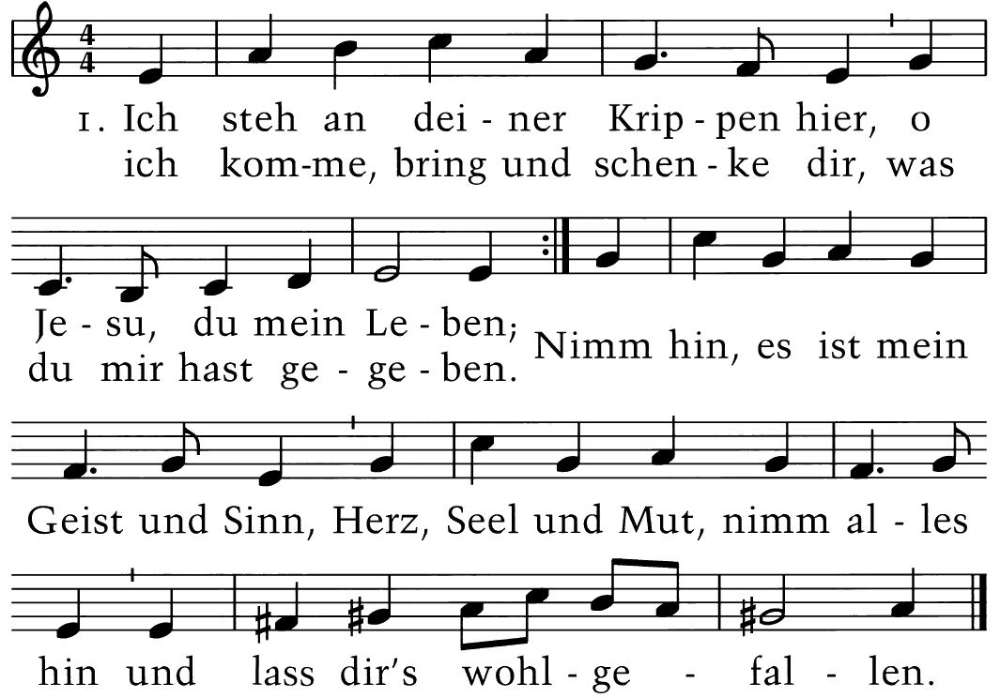 4
4
1. Ich steh an dei - ner Krip - pen hier, o
ich kom-me, bring und schen - ke dir, was
Je - su, du mein Le - ben;
du mir hast ge - ge - ben.
Nimm hin, es ist mein
Geist und Sinn, Herz, Seel und Mut, nimm al - les
hin und lass dir's wohl - ge - fal - len.